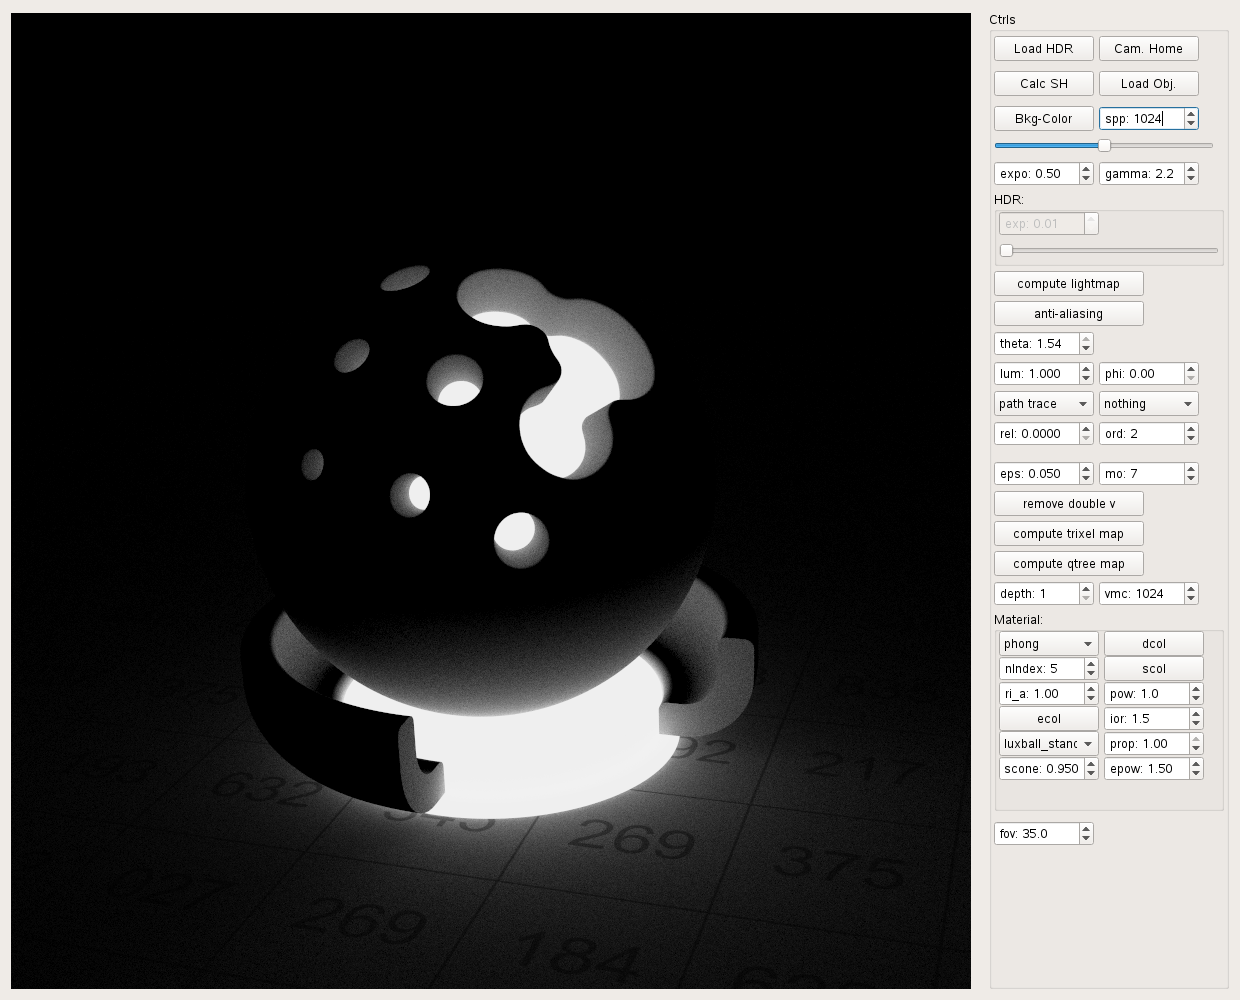 Ctrls
Load HDR Cam. Home
Calc SH Load Obj.
Bkg-Color spp: 1024
expo: 0.50 gamma: 2.2
HDR:
exp: 0.01
compute lightmap
anti-aliasing
theta: 1.54
lum: 1.000 phi: 0.00
path trace nothing
rel: 0.0000 ord: 2
eps: 0.050 mo: 7
remove double v
compute trixel map
compute qtree map
depth: 1 vmc: 1024
Material:
phong dcol
nIndex: 5 scol
ri_a: 1.00 pow: 1.0
ecol ior: 1.5
luxball_stanc prop: 1.00
scone: 0.950 epow: 1.50
fov: 35.0
92 217
632 269 375
027 269 184